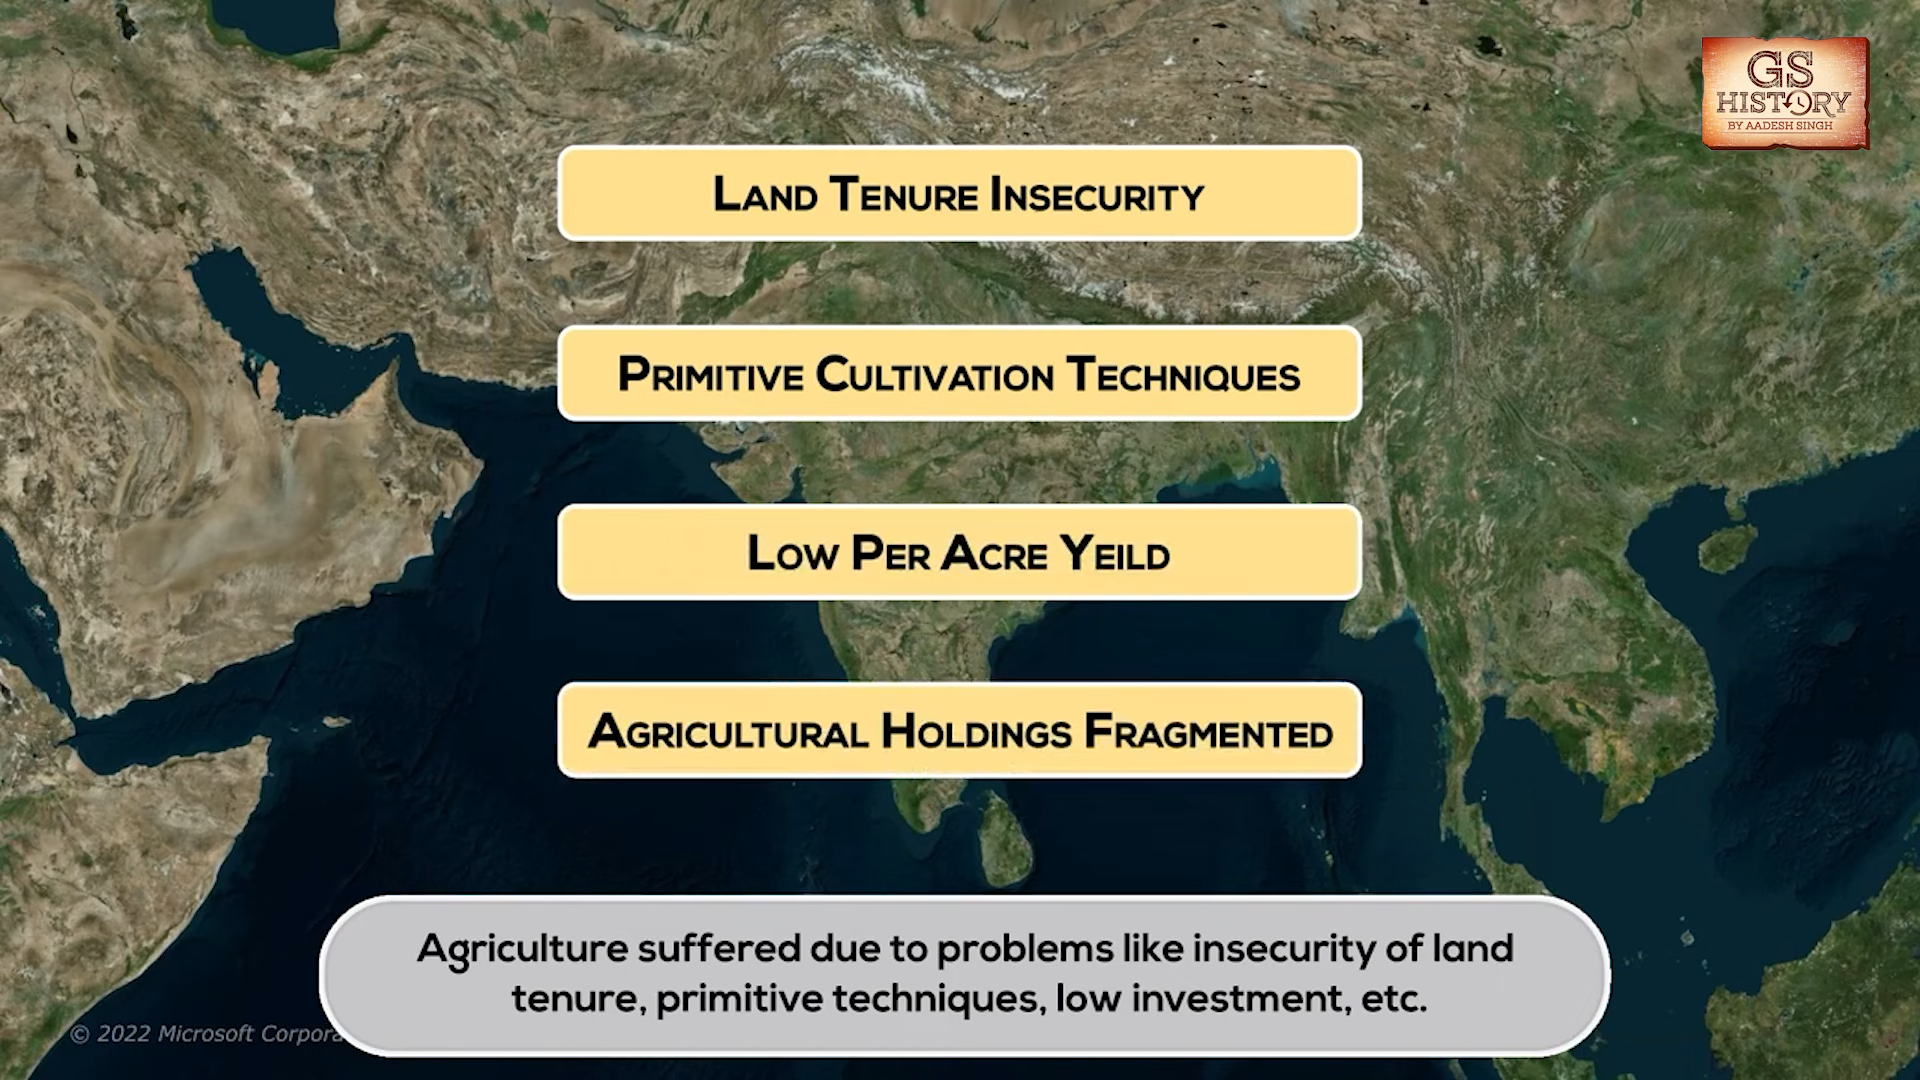 GS
HISTORY
BY AADESH SINGH
LAND TENURE INSECURITY
PRIMITIVE CULTIVATION TECHNIQUES
LOW PER ACRE YEILD
AGRICULTURAL HOLDINGS FRAGMENTED
Agriculture suffered due to problems like insecurity of land
tenure, primitive techniques, low investment, etc.
© 2022 Microsoft Corpora